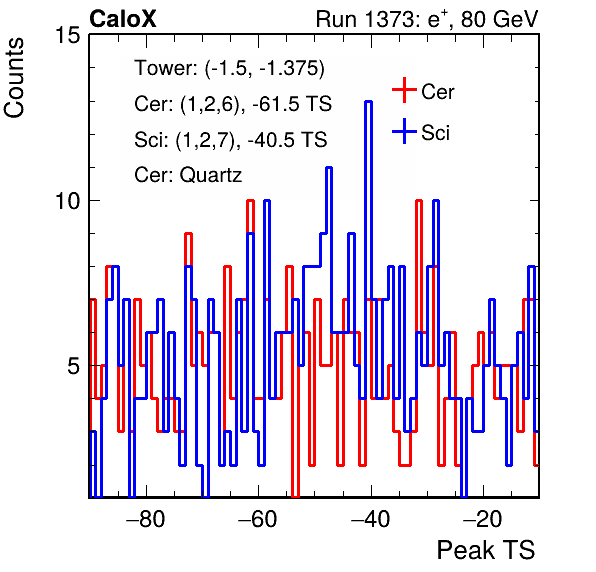 CaloX Run 1373: e⁺, 80 GeV
Counts
15
Tower: (-1.5, -1.375)
Cer: (1,2,6), -61.5 TS
Sci: (1,2,7), -40.5 TS
Cer: Quartz
Cer
Sci
10
5
−80 −60 −40 −20
Peak TS